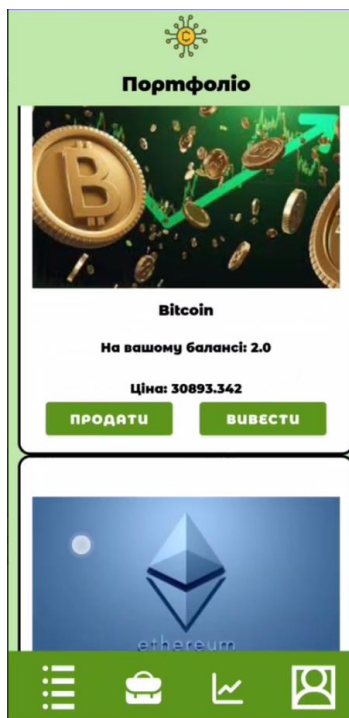 Портфоліо
Bitcoin
На вашому балансі: 2.0
Ціна: 30893.342
ПРОДАТИ
ВИВЕСТИ
ethereum